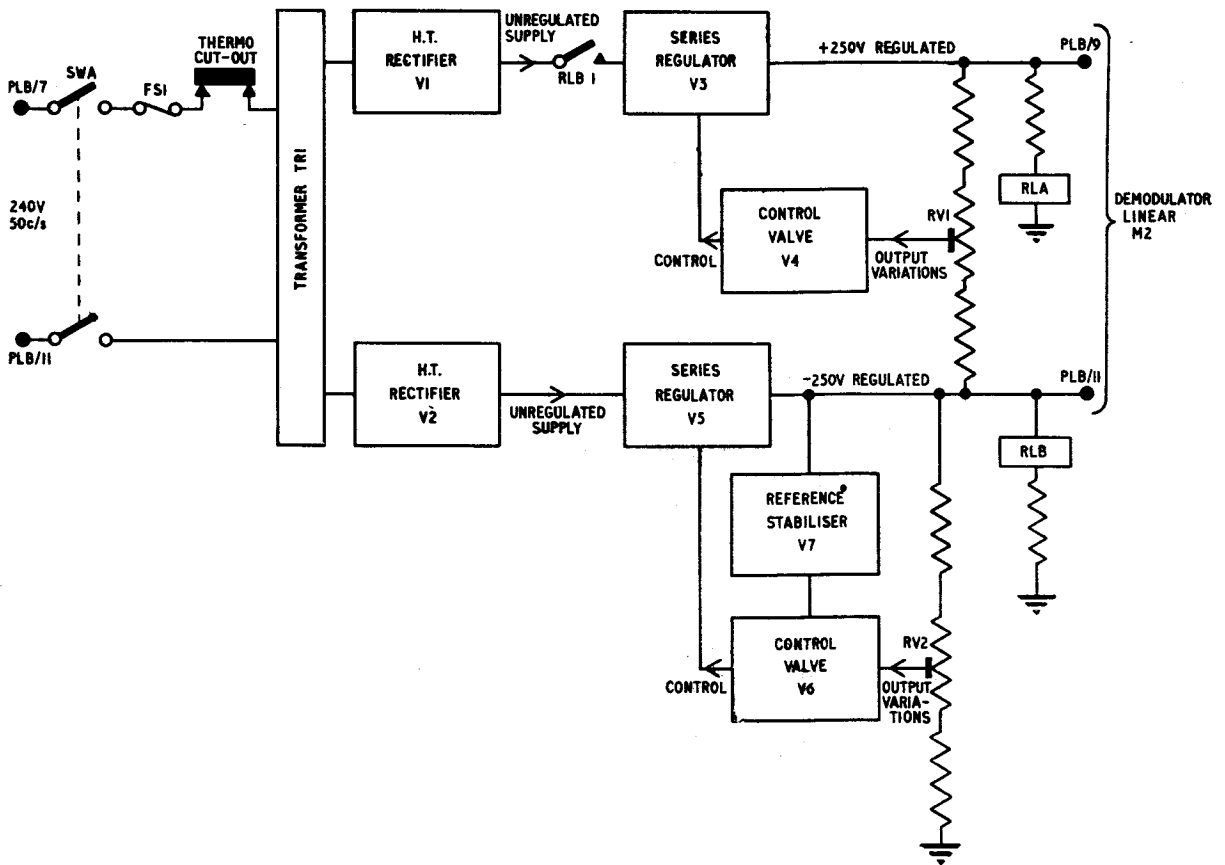 THERMO
CUT-OUT
PLB/7
SWA
FS1
240V
50c/s
PLB/11
TRANSFORMER TR1
H.T.
RECTIFIER
V1
UNREGULATED
SUPPLY
RLB 1
SERIES
REGULATOR
V3
+250V REGULATED
PLB/9
CONTROL
VALVE
V4
CONTROL
RV1
OUTPUT
VARIATIONS
RLA
DEMODULATOR
LINEAR
M2
H.T.
RECTIFIER
V2
UNREGULATED
SUPPLY
SERIES
REGULATOR
V5
-250V REGULATED
PLB/11
RLB
REFERENCE
STABILISER
V7
CONTROL
VALVE
V6
CONTROL
RV2
OUTPUT
VARIA-
TIONS